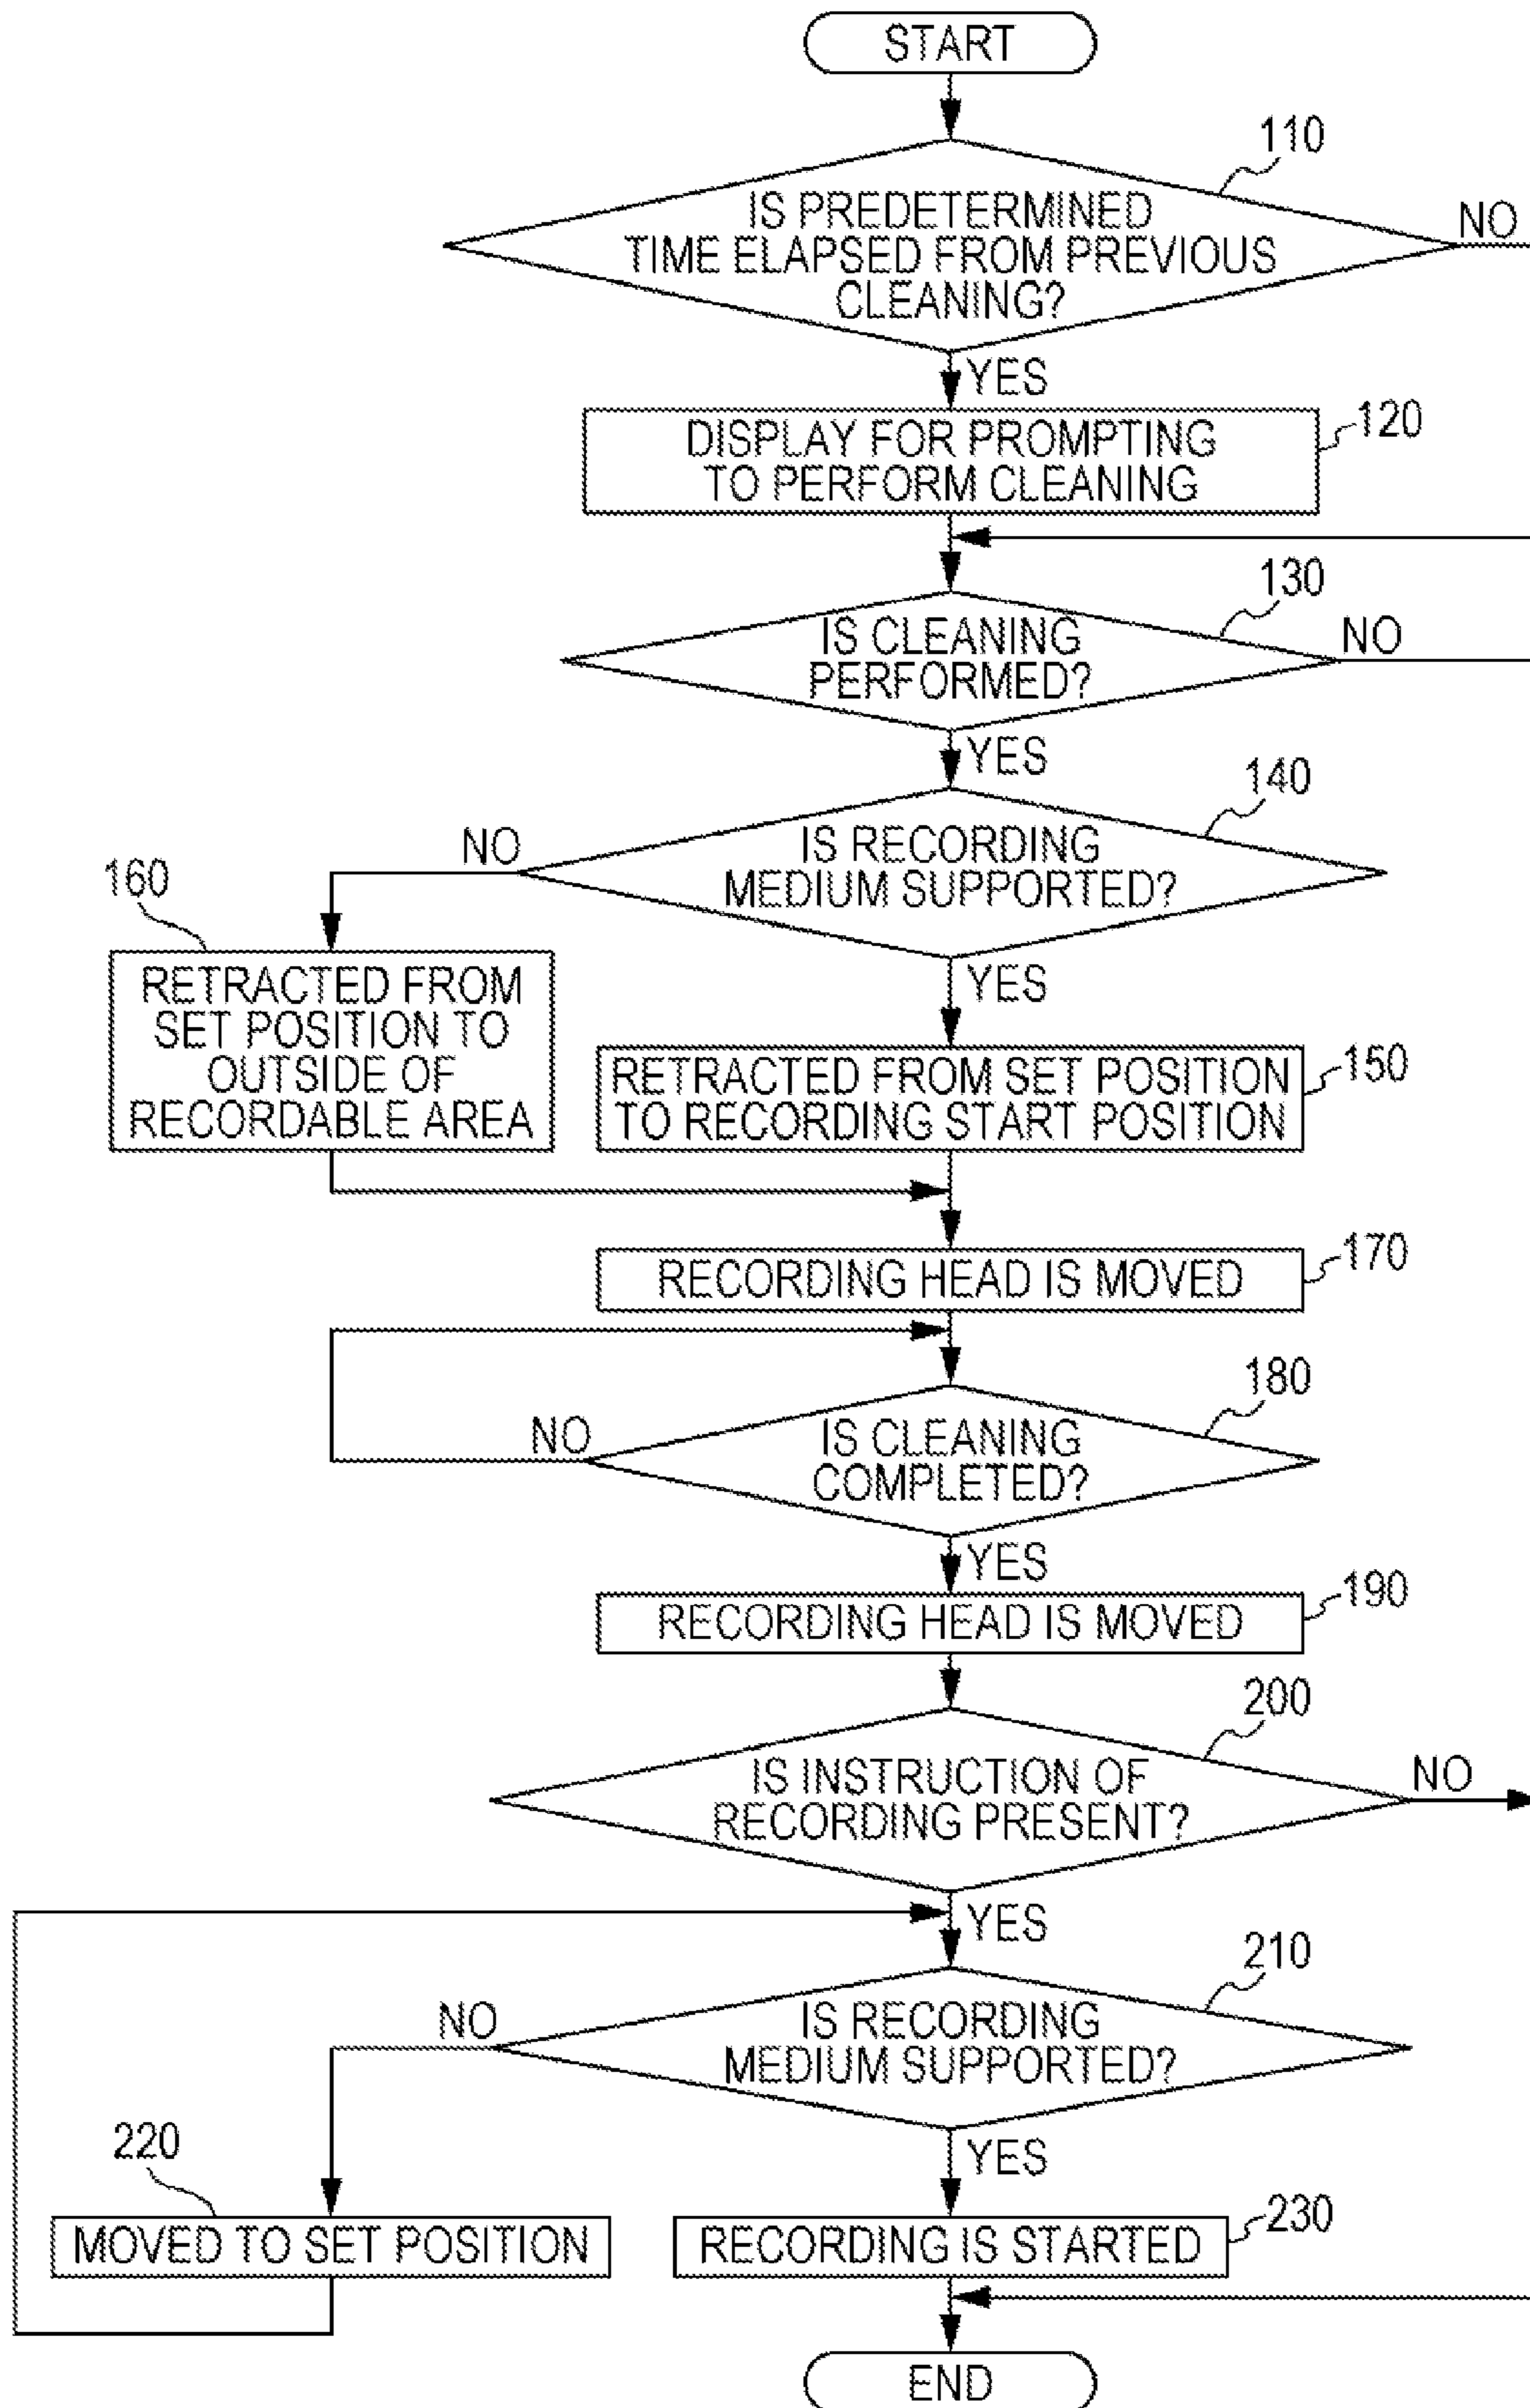 START
110
IS PREDETERMINED
TIME ELAPSED FROM PREVIOUS
CLEANING?
NO
YES
120
DISPLAY FOR PROMPTING
TO PERFORM CLEANING
130
IS CLEANING
PERFORMED?
NO
YES
140
IS RECORDING
MEDIUM SUPPORTED?
NO
160
YES
RETRACTED FROM
SET POSITION TO
OUTSIDE OF
RECORDABLE AREA
150
RETRACTED FROM SET POSITION
TO RECORDING START POSITION
170
RECORDING HEAD IS MOVED
180
IS CLEANING
COMPLETED?
NO
YES
190
RECORDING HEAD IS MOVED
200
IS INSTRUCTION OF
RECORDING PRESENT?
NO
YES
210
IS RECORDING
MEDIUM SUPPORTED?
NO
YES
220
MOVED TO SET POSITION
230
RECORDING IS STARTED
END